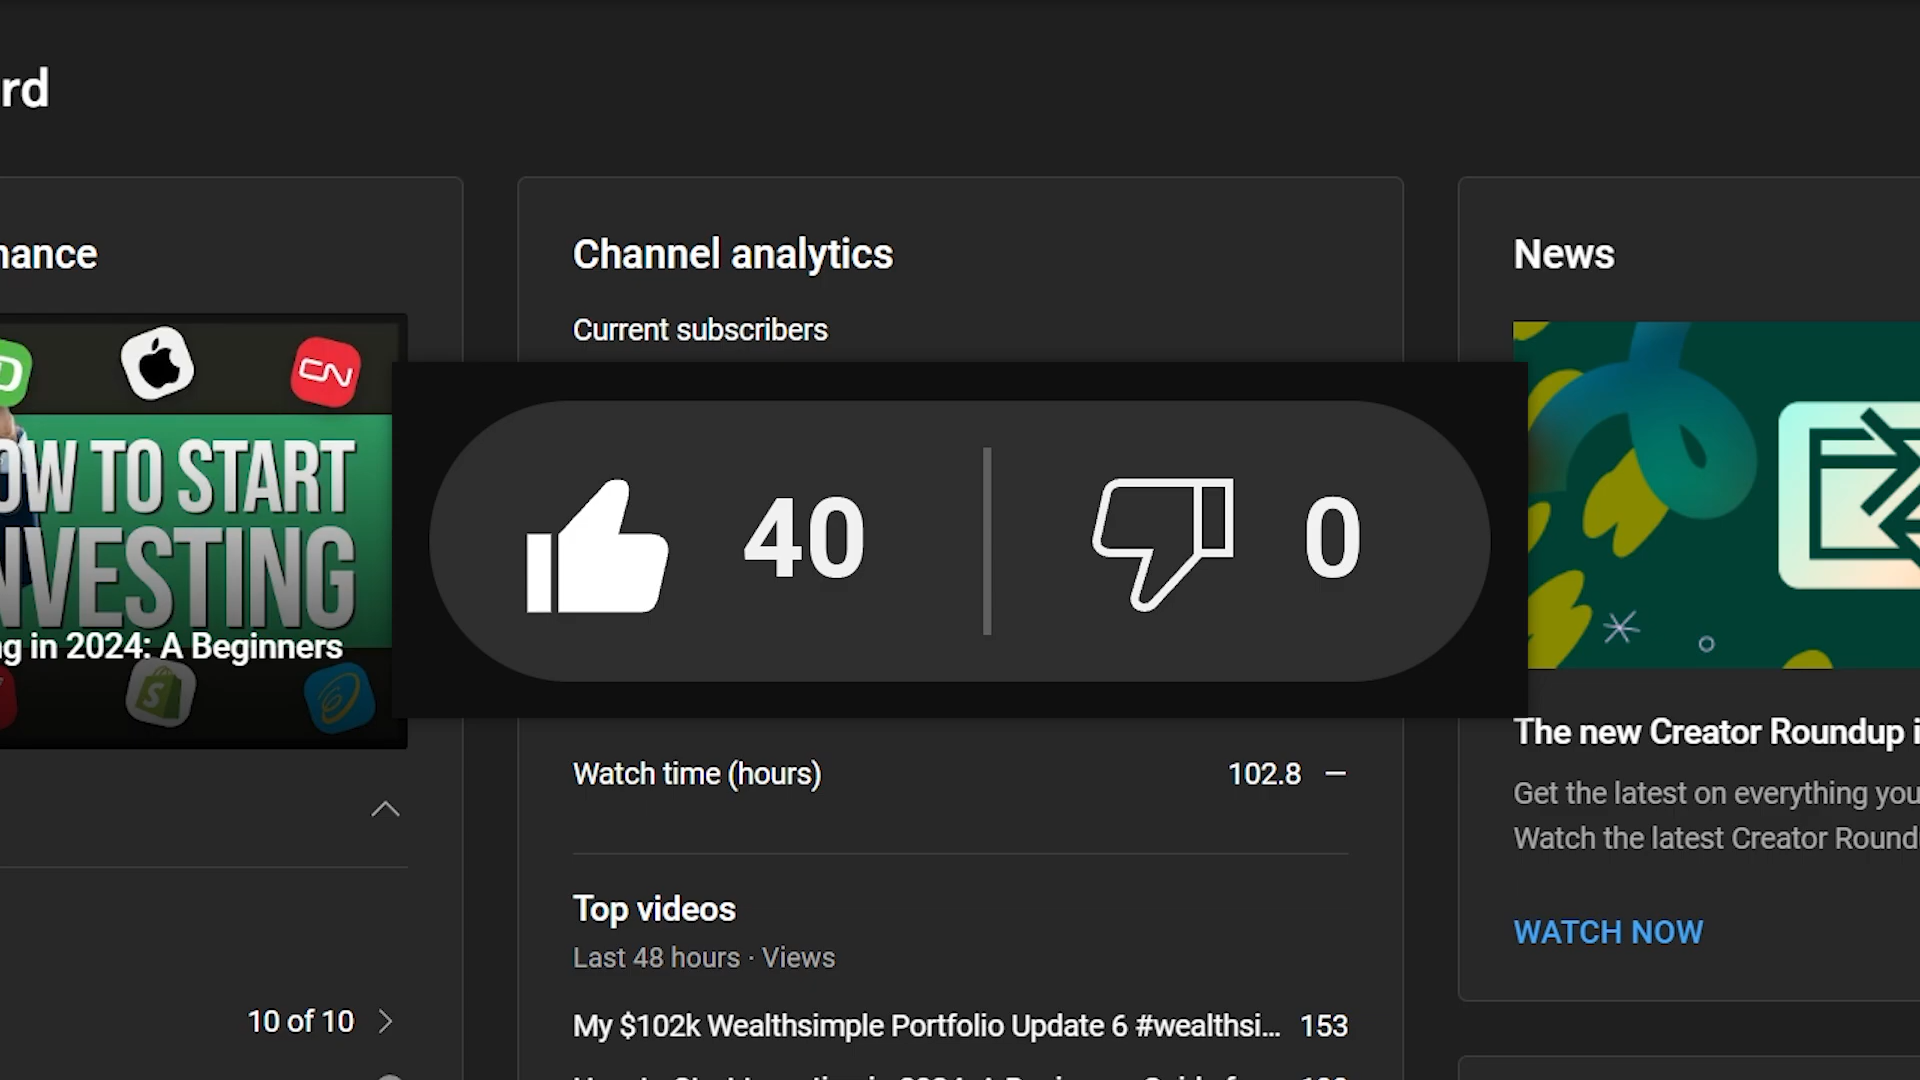 rd
nance
OW TO START
NVESTING
g in 2024: A Beginners
10 of 10
Channel analytics
Current subscribers
40
0
Watch time (hours)
102.8 —
Top videos
Last 48 hours · Views
My $102k Wealthsimple Portfolio Update 6 #wealthsi... 153
News
The new Creator Roundup i
Get the latest on everything you
Watch the latest Creator Round
WATCH NOW